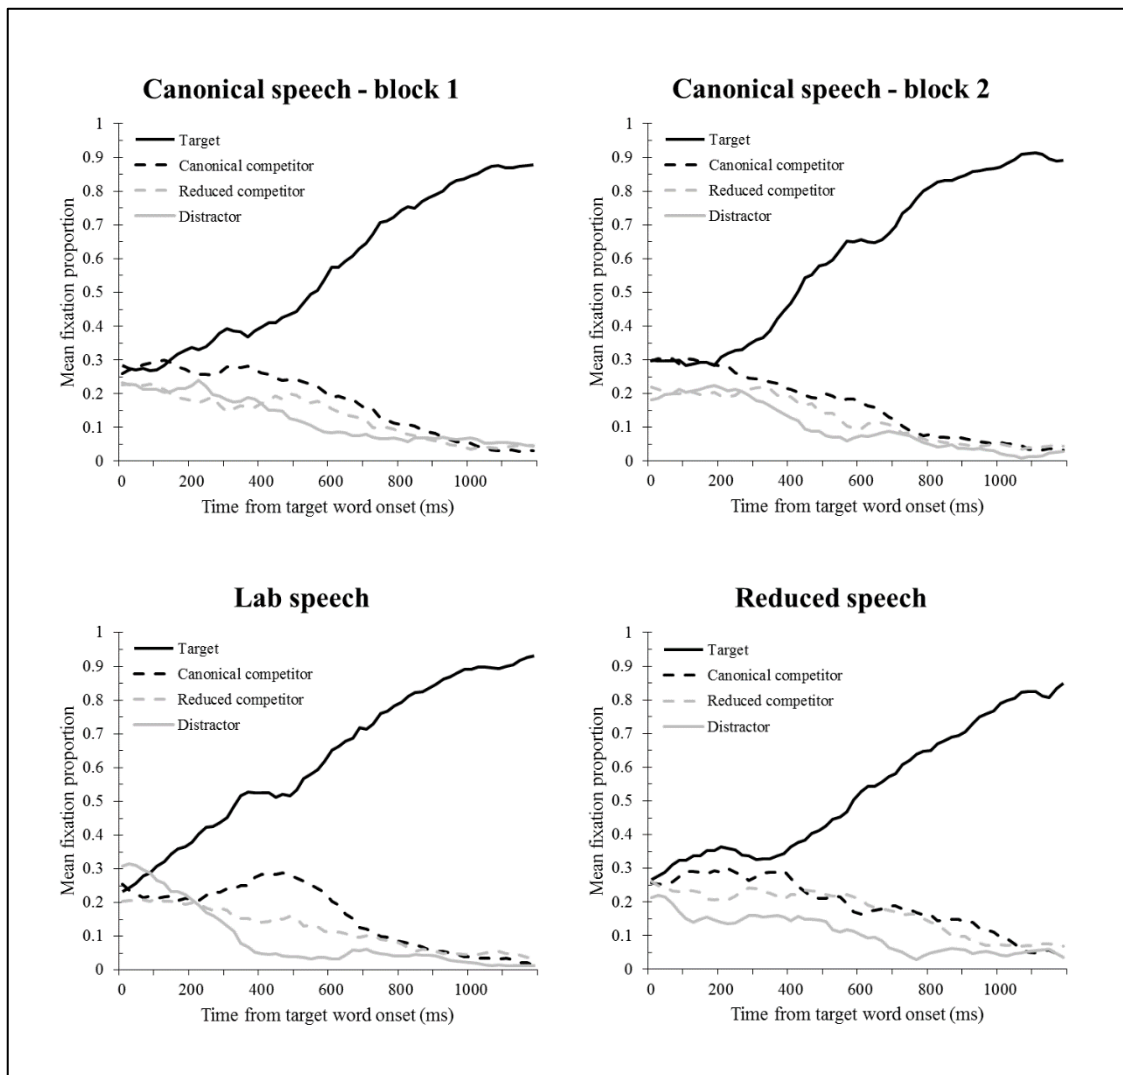 Canonical speech - block 1
1
Target
0.9
Canonical competitor
0.8
Reduced competitor
0.7
Distractor
0.6
0.5
0.4
0.3
0.2
0.1
0
Mean fixation proportion
0 200 400 600 800 1000
Time from target word onset (ms)
Canonical speech - block 2
1
Target
0.9
Canonical competitor
0.8
Reduced competitor
0.7
Distractor
0.6
0.5
0.4
0.3
0.2
0.1
0
Mean fixation proportion
0 200 400 600 800 1000
Time from target word onset (ms)
Lab speech
1
Target
0.9
Canonical competitor
0.8
Reduced competitor
0.7
Distractor
0.6
0.5
0.4
0.3
0.2
0.1
0
Mean fixation proportion
0 200 400 600 800 1000
Time from target word onset (ms)
Reduced speech
1
Target
0.9
Canonical competitor
0.8
Reduced competitor
0.7
Distractor
0.6
0.5
0.4
0.3
0.2
0.1
0
Mean fixation proportion
0 200 400 600 800 1000
Time from target word onset (ms)